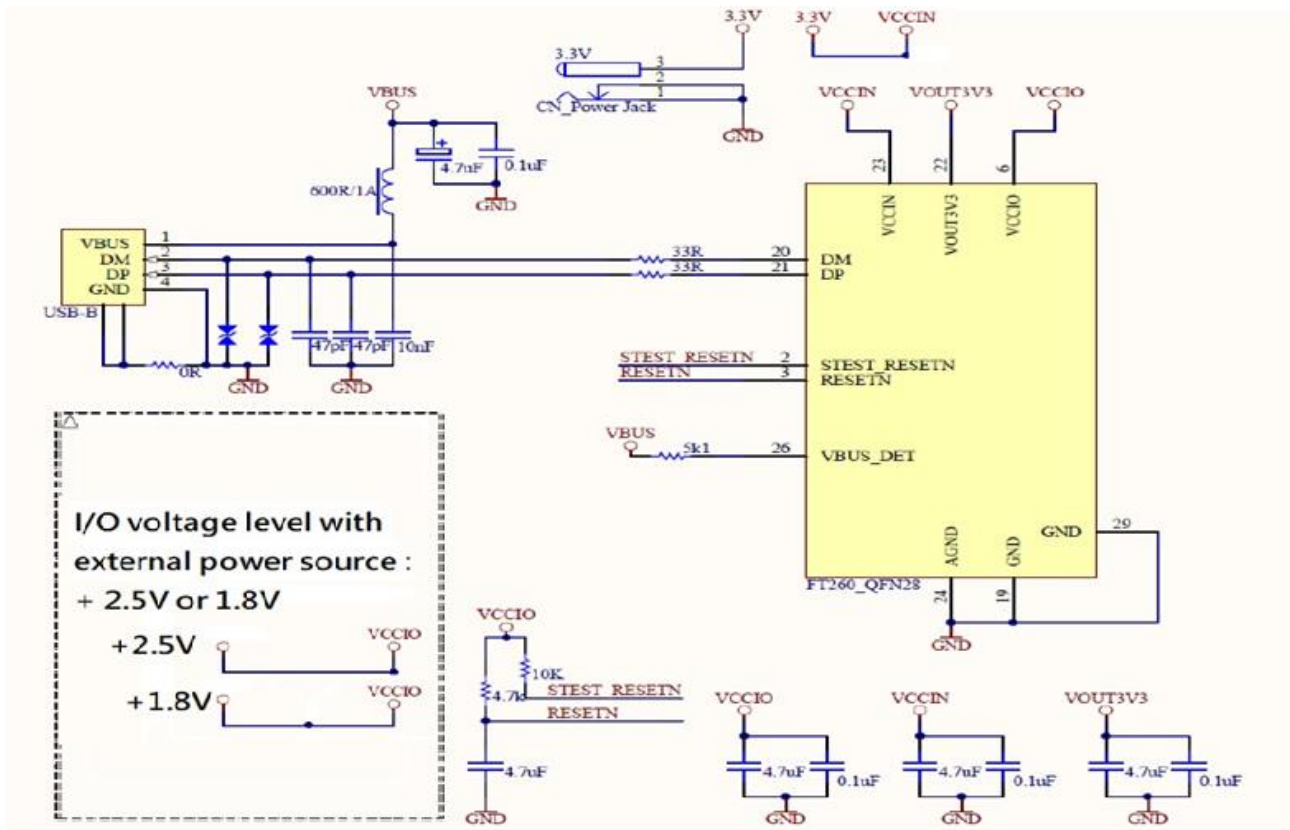 3.3V
3.3V
VCCIN
3.3V
3
2
1
CN_Power Jack
GND
VBUS
4.7uF
0.1uF
GND
600R/1A
VCCIN
VOUT3V3
VCCIO
23
22
6
VCCIN
VOUT3V3
VCCIO
VBUS
1
DM
2
DP
3
GND
4
USB-B
33R
20
DM
33R
21
DP
47pF
47pF
10nF
0R
GND
GND
STEST_RESETN
2
STEST_RESETN
RESETN
3
RESETN
VBUS
5k1
26
VBUS_DET
GND
29
AGND
GND
FT260_QFN28
24
19
GND
I/O voltage level with
external power source :
+ 2.5V or 1.8V
+2.5V
VCCIO
+1.8V
VCCIO
VCCIO
10K
4.7k
STEST_RESETN
RESETN
4.7uF
GND
VCCIO
4.7uF
0.1uF
GND
VCCIN
4.7uF
0.1uF
GND
VOUT3V3
4.7uF
0.1uF
GND